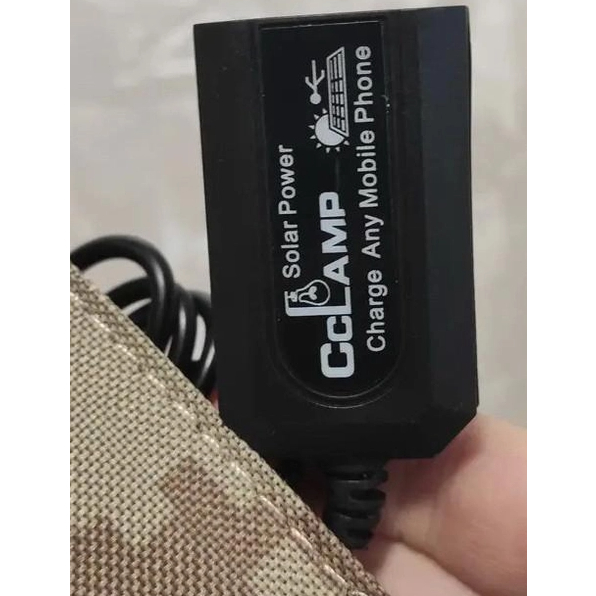 Solar Power
CcLAMP
Charge Any Mobile Phone